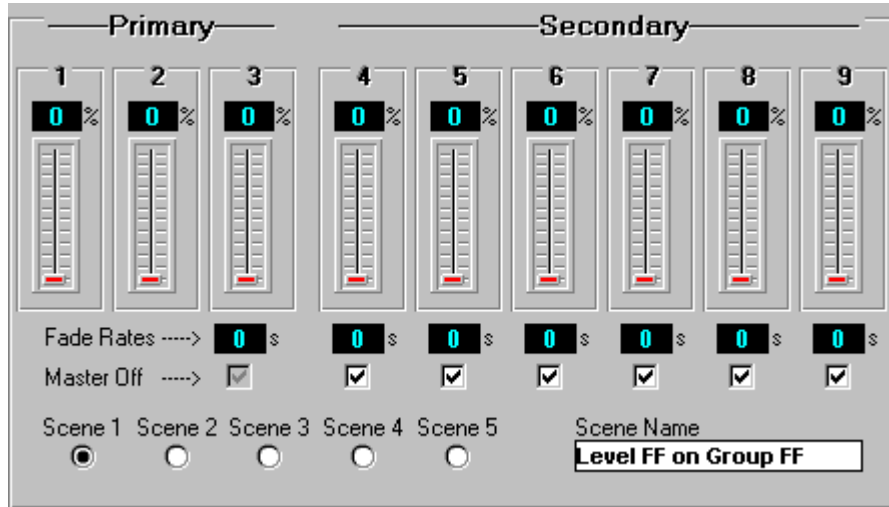 Primary Secondary
1 2 3 4 5 6 7 8 9
0 % 0 % 0 % 0 % 0 % 0 % 0 % 0 % 0 %
Fade Rates -----> 0 s 0 s 0 s 0 s 0 s 0 s 0 s
Master Off ----->
Scene 1 Scene 2 Scene 3 Scene 4 Scene 5 Scene Name
Level FF on Group FF